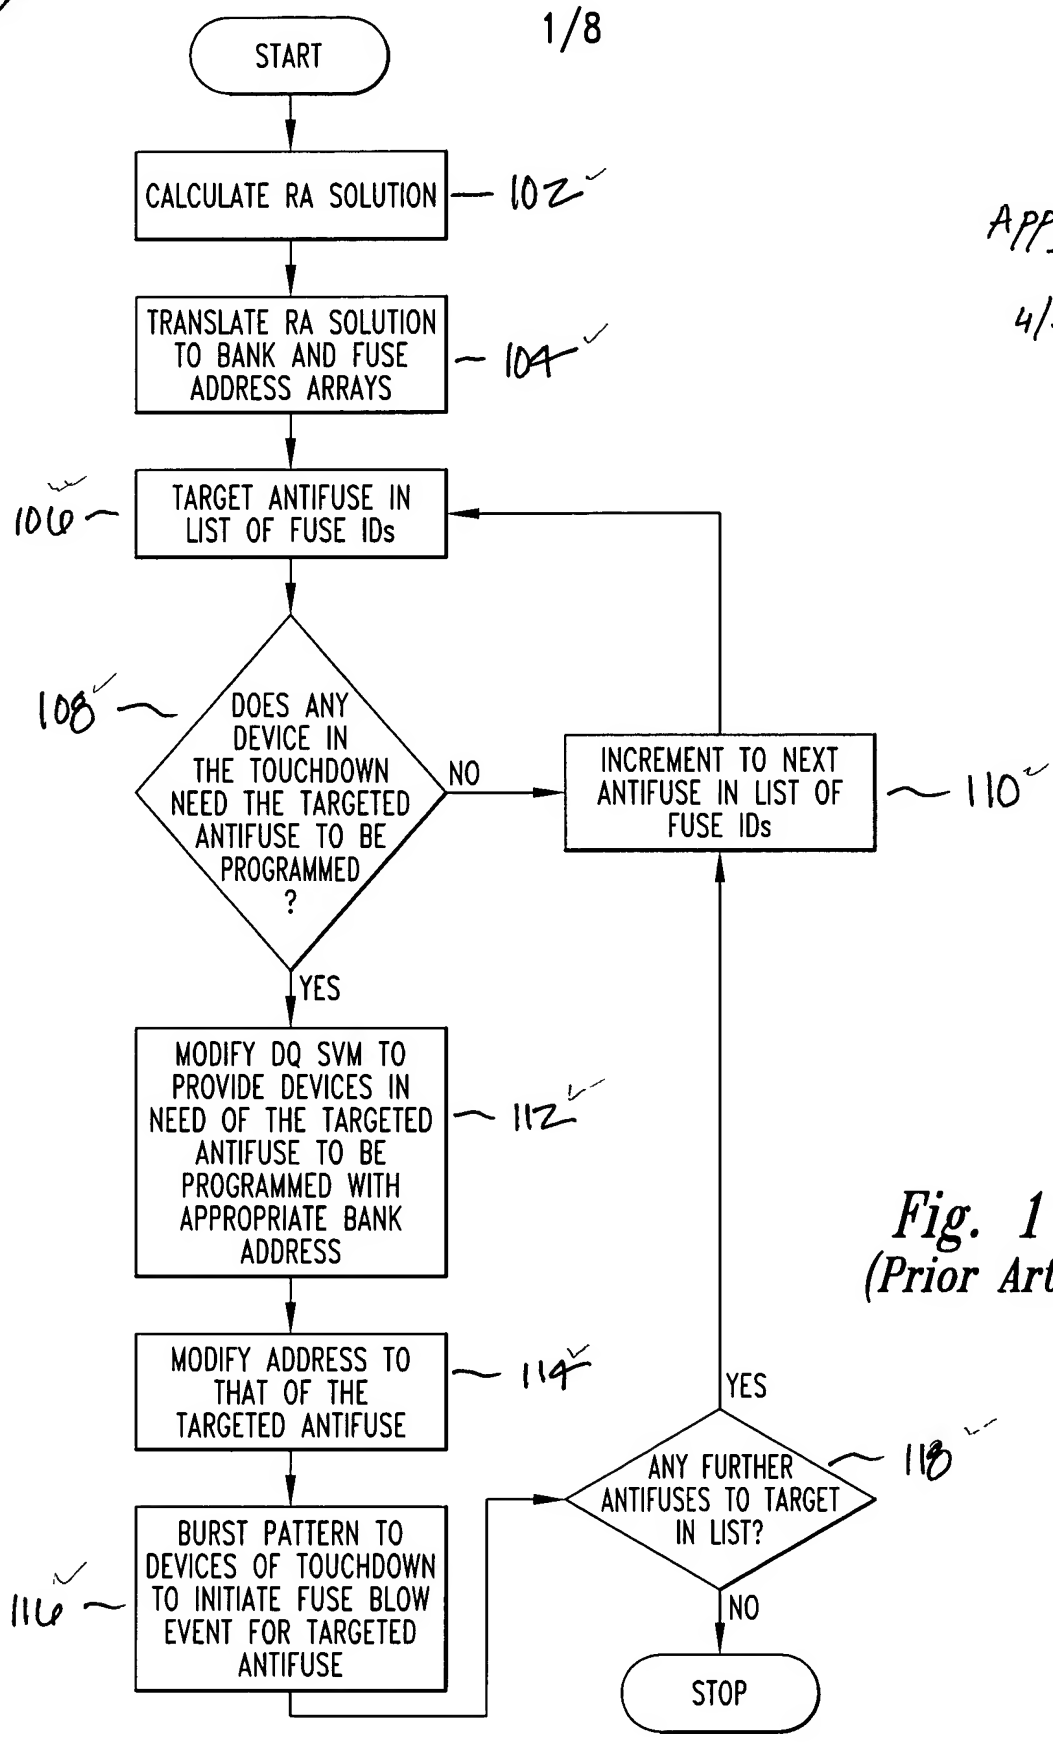 1/8
START
CALCULATE RA SOLUTION
102
TRANSLATE RA SOLUTION
TO BANK AND FUSE
ADDRESS ARRAYS
104
TARGET ANTIFUSE IN
LIST OF FUSE IDs
106
DOES ANY
DEVICE IN
THE TOUCHDOWN
NEED THE TARGETED
ANTIFUSE TO BE
PROGRAMMED
?
108
NO
INCREMENT TO NEXT
ANTIFUSE IN LIST OF
FUSE IDs
110
YES
MODIFY DQ SVM TO
PROVIDE DEVICES IN
NEED OF THE TARGETED
ANTIFUSE TO BE
PROGRAMMED WITH
APPROPRIATE BANK
ADDRESS
112
MODIFY ADDRESS TO
THAT OF THE
TARGETED ANTIFUSE
114
BURST PATTERN TO
DEVICES OF TOUCHDOWN
TO INITIATE FUSE BLOW
EVENT FOR TARGETED
ANTIFUSE
116
YES
ANY FURTHER
ANTIFUSES TO TARGET
IN LIST?
118
NO
STOP
Fig. 1
(Prior Art